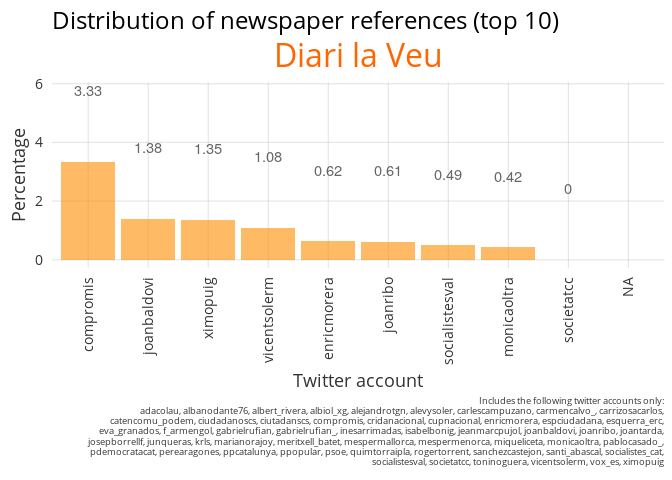 Distribution of newspaper references (top 10)
Diari la Veu
Percentage
6
4
2
0
3.33
1.38
1.35
1.08
0.62
0.61
0.49
0.42
0
compromis
joanbaldovi
ximopuig
vicentsolerm
enricmorera
joanribo
socialistesval
monicaoltra
societatcc
NA
Twitter account
Includes the following twitter accounts only:
adacolau, albanodante76, albert_rivera, albiol_xg, alejandrotgn, alevysoler, carlescampuzano, carmencalvo_, carrizosacarlos,
catencomu_podem, ciudadanoscs, ciutadanscs, compromis, cridanacional, cupnacional, enricmorera, espciudadana, esquerra_erc,
eva_granados, f_armengol, gabrielrufian, gabrielrufian_, inesarrimadas, isabelbonig, jeanmarcpujol, joanbaldovi, joanribo, joantarda,
josepborrellf, junqueras, krls, marianorajoy, meritxell_batet, mespermallorca, mespermenorca, miqueliceta, monicaoltra, pablocasado_,
pdemocratacat, perearagones, ppcatalunya, ppopular, psoe, quimtorraipla, rogertorrent, sanchezcastejon, santi_abascal, socialistes_cat,
socialistesval, societatcc, toninoguera, vicentsolerm, vox_es, ximopuig